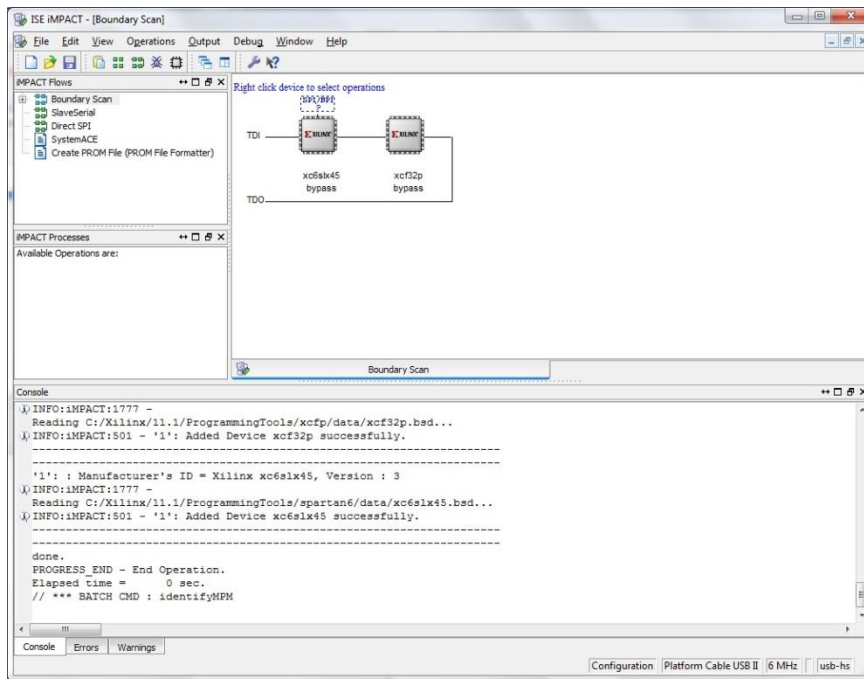 ISE iMPACT - [Boundary Scan]
File Edit View Operations Output Debug Window Help
iMPACT Flows
Boundary Scan
SlaveSerial
Direct SPI
SystemACE
Create PROM File (PROM File Formatter)
iMPACT Processes
Available Operations are:
Right click device to select operations
SPI/BPI
?
TDI
XILINX
XILINX
xc6slx45
bypass
xcf32p
bypass
TDO
Boundary Scan
Console
INFO:iMPACT:1777 -
Reading C:/Xilinx/11.1/ProgrammingTools/xcfp/data/xcf32p.bsd...
INFO:iMPACT:501 - '1': Added Device xcf32p successfully.
----------------------------------------------------------------------
----------------------------------------------------------------------
'1': : Manufacturer's ID = Xilinx xc6slx45, Version : 3
INFO:iMPACT:1777 -
Reading C:/Xilinx/11.1/ProgrammingTools/spartan6/data/xc6slx45.bsd...
INFO:iMPACT:501 - '1': Added Device xc6slx45 successfully.
----------------------------------------------------------------------
----------------------------------------------------------------------
done.
PROGRESS_END - End Operation.
Elapsed time =      0 sec.
// *** BATCH CMD : identifyMPM
Console Errors Warnings
Configuration Platform Cable USB II 6 MHz usb-hs